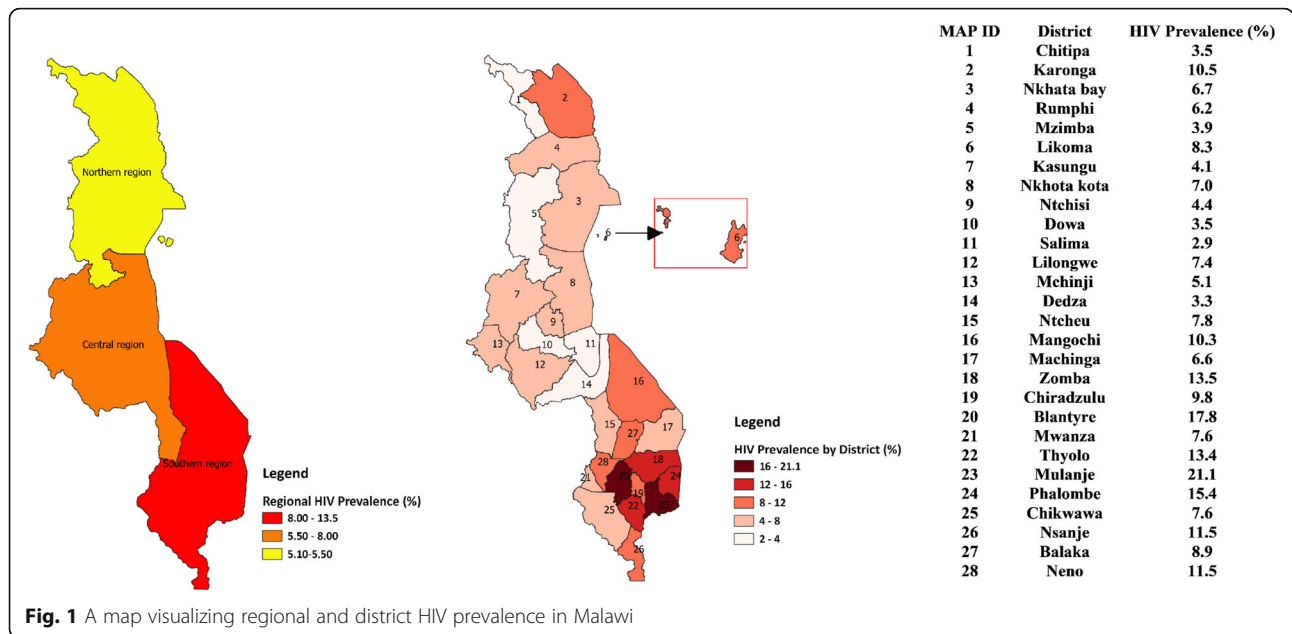 Northern region
Central region
Southern region
Legend
Regional HIV Prevalence (%)
8.00 - 13.5
5.50 - 8.00
5.10-5.50
1
2
4
5
3
6
6
8
7
9
13
10
11
12
14
16
15
27
17
28
18
21
20
24
19
23
22
25
26
Legend
HIV Prevalence by District (%)
16 - 21.1
12 - 16
8 - 12
4 - 8
2 - 4
MAP ID District HIV Prevalence (%)
1 Chitipa 3.5
2 Karonga 10.5
3 Nkhata bay 6.7
4 Rumphi 6.2
5 Mzimba 3.9
6 Likoma 8.3
7 Kasungu 4.1
8 Nkhota kota 7.0
9 Ntchisi 4.4
10 Dowa 3.5
11 Salima 2.9
12 Lilongwe 7.4
13 Mchinji 5.1
14 Dedza 3.3
15 Ntcheu 7.8
16 Mangochi 10.3
17 Machinga 6.6
18 Zomba 13.5
19 Chiradzulu 9.8
20 Blantyre 17.8
21 Mwanza 7.6
22 Thyolo 13.4
23 Mulanje 21.1
24 Phalombe 15.4
25 Chikwawa 7.6
26 Nsanje 11.5
27 Balaka 8.9
28 Neno 11.5
Fig. 1 A map visualizing regional and district HIV prevalence in Malawi